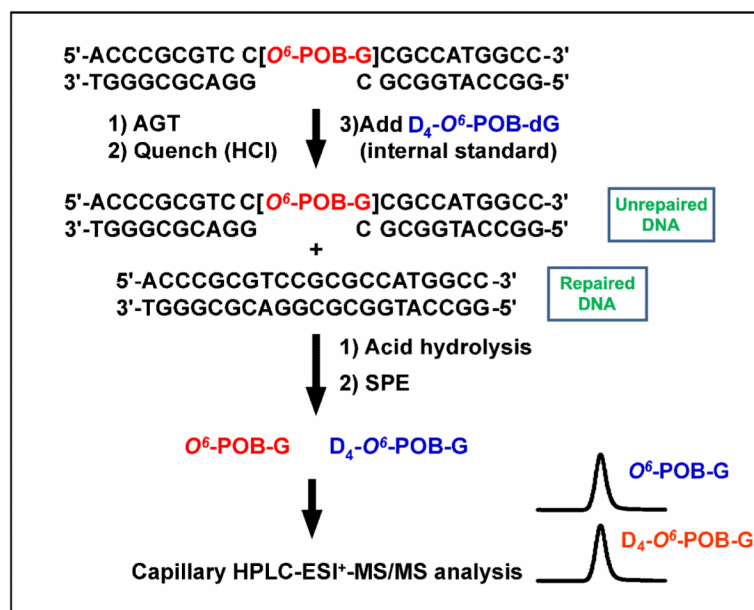 5'-ACCCGCGTCC C[O⁶-POB-G]CGCCATGGCC-3'
3'-TGGGCGCAGG C GCGGTACCGG-5'
1) AGT 3)Add D₄-O⁶-POB-dG
2) Quench (HCl) (internal standard)
5'-ACCCGCGTCC C[O⁶-POB-G]CGCCATGGCC-3'
3'-TGGGCGCAGG C GCGGTACCGG-5'
Unrepaired
DNA
+
5'-ACCCGCGTCCGCGCCATGGCC-3'
3'-TGGGCGCAGGCGCGGTACCGG-5'
Repaired
DNA
1) Acid hydrolysis
2) SPE
O⁶-POB-G D₄-O⁶-POB-G
O⁶-POB-G
D₄-O⁶-POB-G
Capillary HPLC-ESI⁺-MS/MS analysis